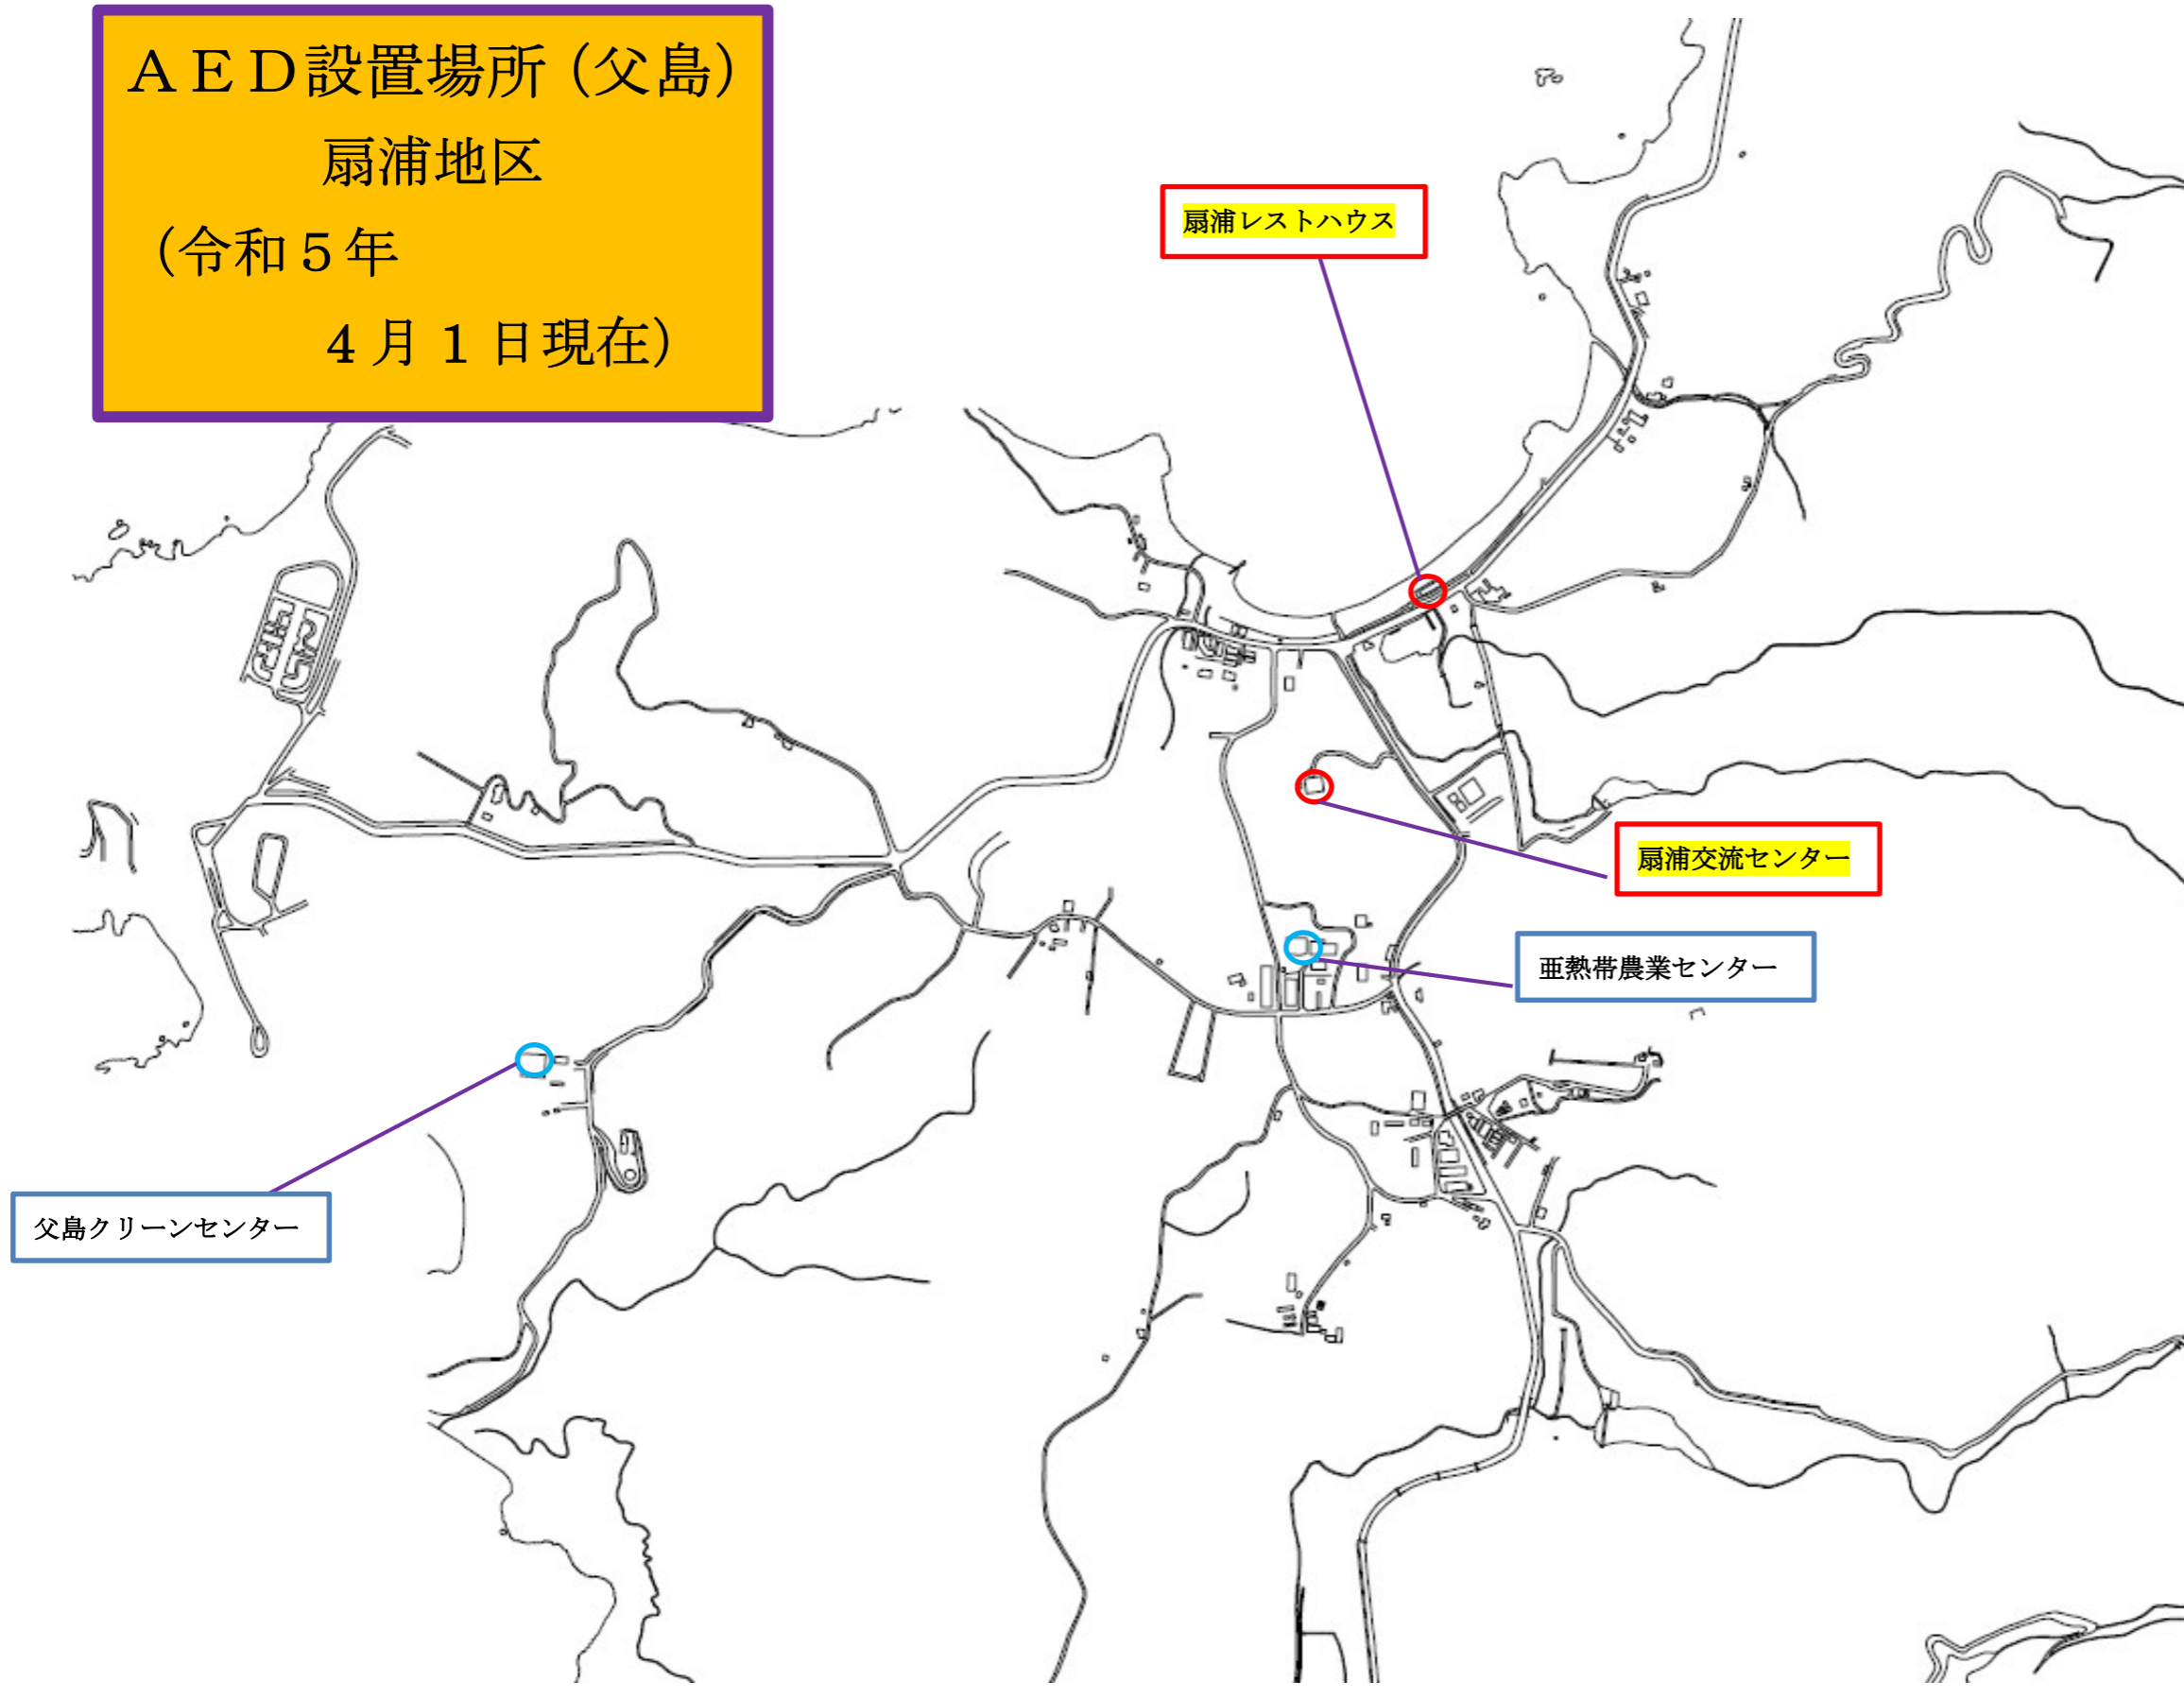 ＡＥＤ設置場所（父島）
扇浦地区
（令和５年
４月１日現在）
扇浦レストハウス
扇浦交流センター
亜熱帯農業センター
父島クリーンセンター